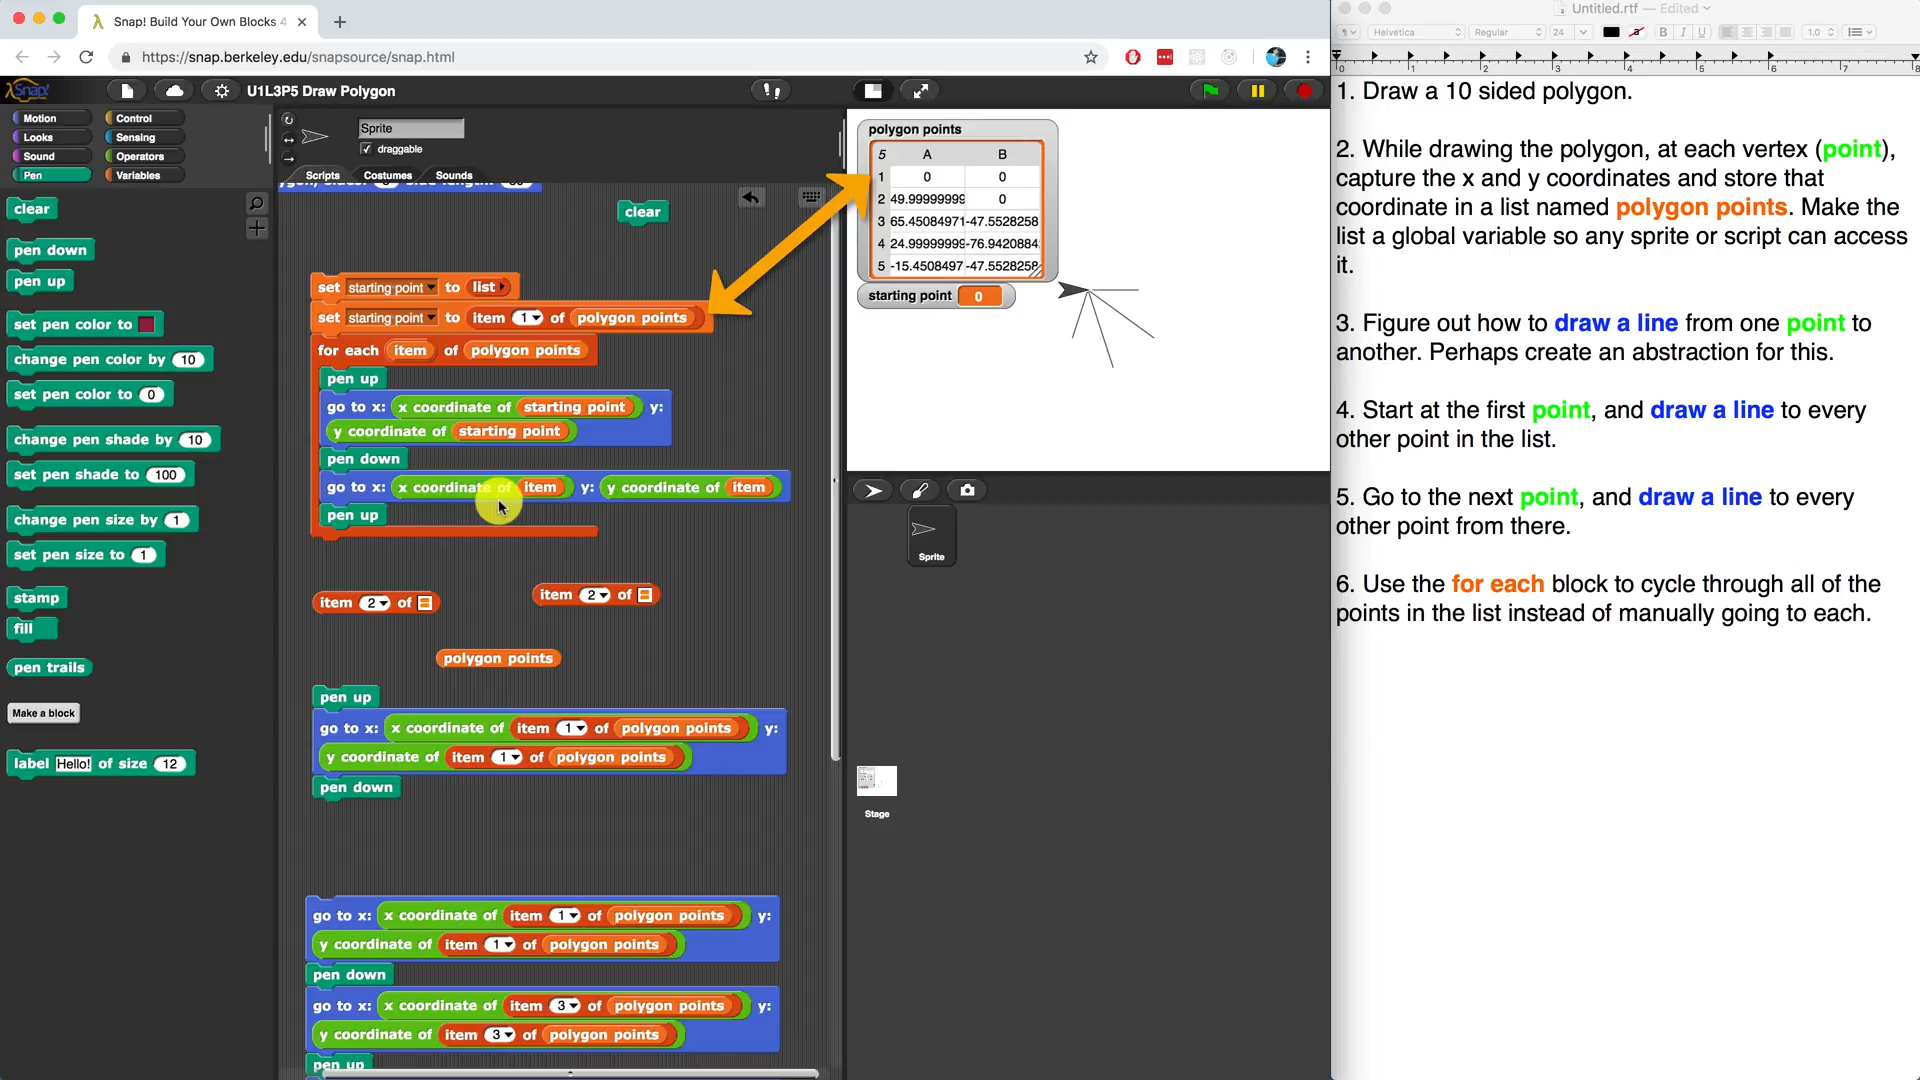 Snap! Build Your Own Blocks 4
https://snap.berkeley.edu/snapsource/snap.html
Snap!
U1L3P5 Draw Polygon
Motion
Control
Looks
Sensing
Sound
Operators
Pen
Variables
clear
pen down
pen up
set pen color to
change pen color by 10
set pen color to 0
change pen shade by 10
set pen shade to 100
change pen size by 1
set pen size to 1
stamp
fill
pen trails
Make a block
label Hello! of size 12
Sprite
draggable
Scripts
Costumes
Sounds
clear
set starting point to list
set starting point to item 1 of polygon points
for each item of polygon points
pen up
go to x: x coordinate of starting point y:
y coordinate of starting point
pen down
go to x: x coordinate of item y: y coordinate of item
pen up
item 2 of
item 2 of
polygon points
pen up
go to x: x coordinate of item 1 of polygon points y:
y coordinate of item 1 of polygon points
pen down
go to x: x coordinate of item 1 of polygon points y:
y coordinate of item 1 of polygon points
pen down
go to x: x coordinate of item 3 of polygon points y:
y coordinate of item 3 of polygon points
pen up
polygon points
5 A B
1 0 0
2 49.99999999 0
3 65.45084971 -47.5528258
4 24.99999999 -76.9420884
5 -15.4508497 -47.5528258
starting point 0
Sprite
Stage
Untitled.rtf — Edited
Helvetica
Regular
24
B I U
1.0
0 1 2 3 4 5 6 7 8
1. Draw a 10 sided polygon.
2. While drawing the polygon, at each vertex (point),
capture the x and y coordinates and store that
coordinate in a list named polygon points. Make the
list a global variable so any sprite or script can access
it.
3. Figure out how to draw a line from one point to
another. Perhaps create an abstraction for this.
4. Start at the first point, and draw a line to every
other point in the list.
5. Go to the next point, and draw a line to every
other point from there.
6. Use the for each block to cycle through all of the
points in the list instead of manually going to each.